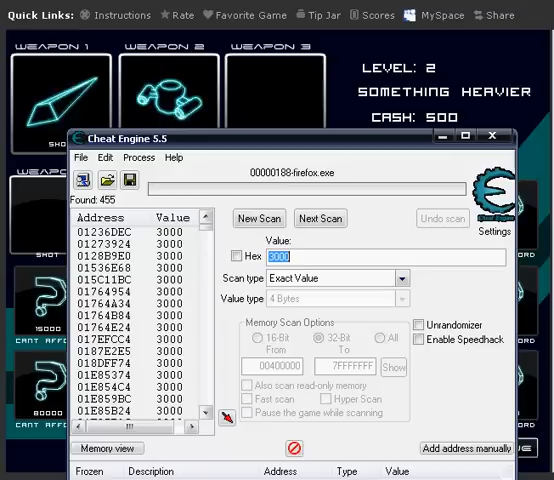 Quick Links: Instructions Rate Favorite Game Tip Jar Scores MySpace Share
WEAPON 1 WEAPON 2 WEAPON 3
LEVEL: 2
SOMETHING HEAVIER
CASH: 500
Cheat Engine 5.5
File Edit Process Help
00000188-firefox.exe
Found: 455
Address Value
New Scan Next Scan Undo scan
Settings
Value:
Hex 3000
Scan type Exact Value
Value type 4 Bytes
01236DEC 3000
01273924 3000
0128B9E0 3000
01536E68 3000
015C11BC 3000
01764954 3000
01764A34 3000
01764B84 3000
01764E24 3000
017EFCC4 3000
0187E2E5 3000
018DFF74 3000
01E85374 3000
01E854C4 3000
01E859BC 3000
01E85B24 3000
Memory Scan Options
16-Bit 32-Bit All
From To
00400000 7FFFFFFF Show
Also scan read-only memory
Fast scan Hyper Scan
Pause the game while scanning
Unrandomizer
Enable Speedhack
Memory view Add address manually
Frozen Description Address Type Value
SHOT
15000
CANT AFFO
80000
CANT AFFO